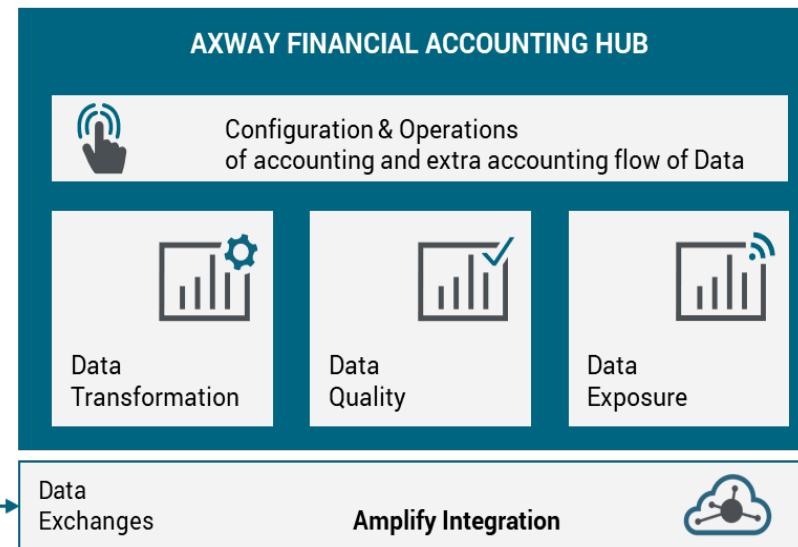 AXWAY FINANCIAL ACCOUNTING HUB
Configuration & Operations
of accounting and extra accounting flow of Data
Data
Transformation
Data
Quality
Data
Exposure
Data
Exchanges
Amplify Integration